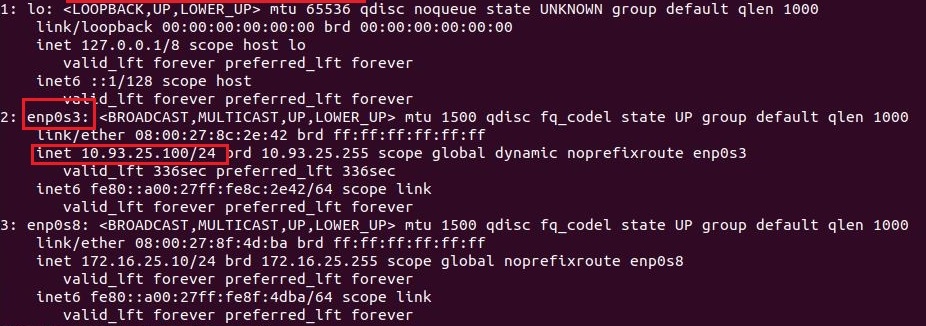 1: lo: <LOOPBACK,UP,LOWER_UP> mtu 65536 qdisc noqueue state UNKNOWN group default qlen 1000
link/loopback 00:00:00:00:00:00 brd 00:00:00:00:00:00
inet 127.0.0.1/8 scope host lo
valid_lft forever preferred_lft forever
inet6 ::1/128 scope host
valid_lft forever preferred_lft forever
2: enp0s3: <BROADCAST,MULTICAST,UP,LOWER_UP> mtu 1500 qdisc fq_codel state UP group default qlen 1000
link/ether 08:00:27:8c:2e:42 brd ff:ff:ff:ff:ff:ff
inet 10.93.25.100/24 brd 10.93.25.255 scope global dynamic noprefixroute enp0s3
valid_lft 336sec preferred_lft 336sec
inet6 fe80::a00:27ff:fe8c:2e42/64 scope link
valid_lft forever preferred_lft forever
3: enp0s8: <BROADCAST,MULTICAST,UP,LOWER_UP> mtu 1500 qdisc fq_codel state UP group default qlen 1000
link/ether 08:00:27:8f:4d:ba brd ff:ff:ff:ff:ff:ff
inet 172.16.25.10/24 brd 172.16.25.255 scope global noprefixroute enp0s8
valid_lft forever preferred_lft forever
inet6 fe80::a00:27ff:fe8f:4dba/64 scope link
valid_lft forever preferred_lft forever